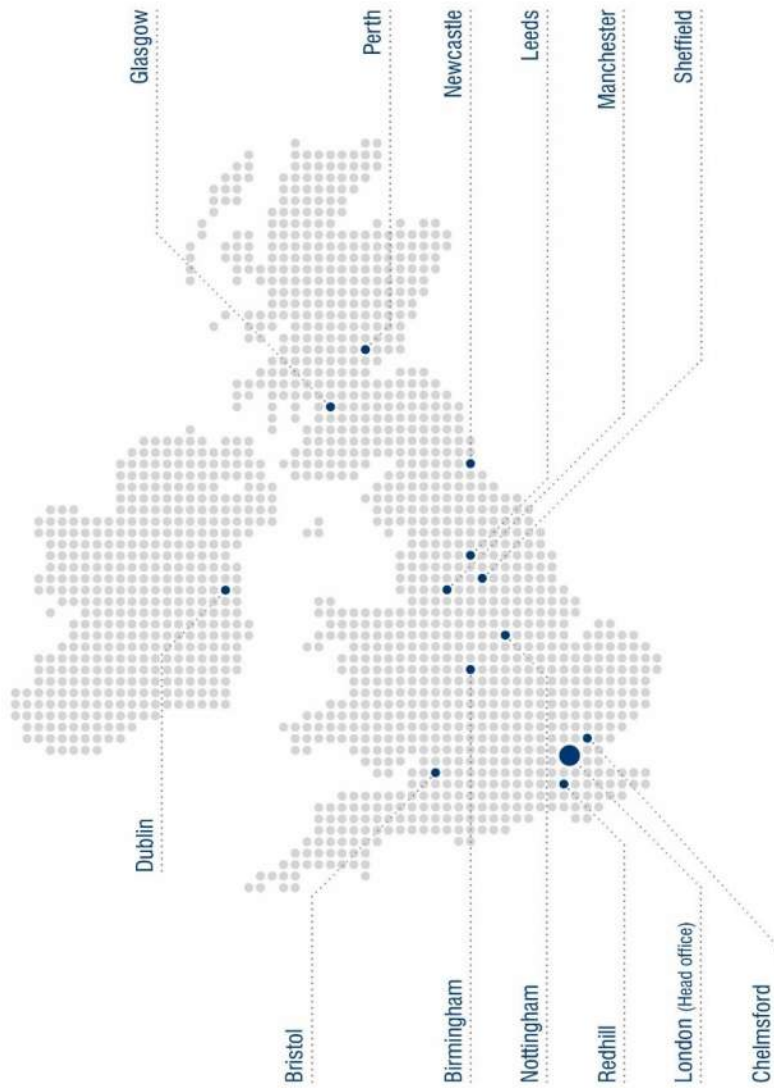 Glasgow
Perth
Newcastle
Leeds
Manchester
Sheffield
Dublin
Bristol
Birmingham
Nottingham
Redhill
London (Head office)
Chelmsford